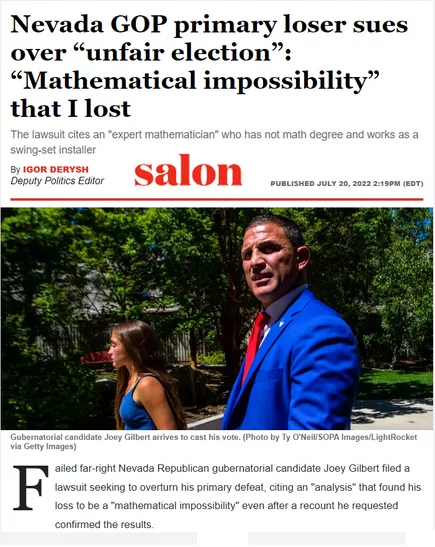 Nevada GOP primary loser sues
over “unfair election”:
“Mathematical impossibility”
that I lost
The lawsuit cites an "expert mathematician" who has not math degree and works as a
swing-set installer
By IGOR DERYSH
Deputy Politics Editor
salon
PUBLISHED JULY 20, 2022 2:19PM (EDT)
Gubernatorial candidate Joey Gilbert arrives to cast his vote. (Photo by Ty O'Neil/SOPA Images/LightRocket
via Getty Images)
Failed far-right Nevada Republican gubernatorial candidate Joey Gilbert filed a
lawsuit seeking to overturn his primary defeat, citing an "analysis" that found his
loss to be a "mathematical impossibility" even after a recount he requested
confirmed the results.